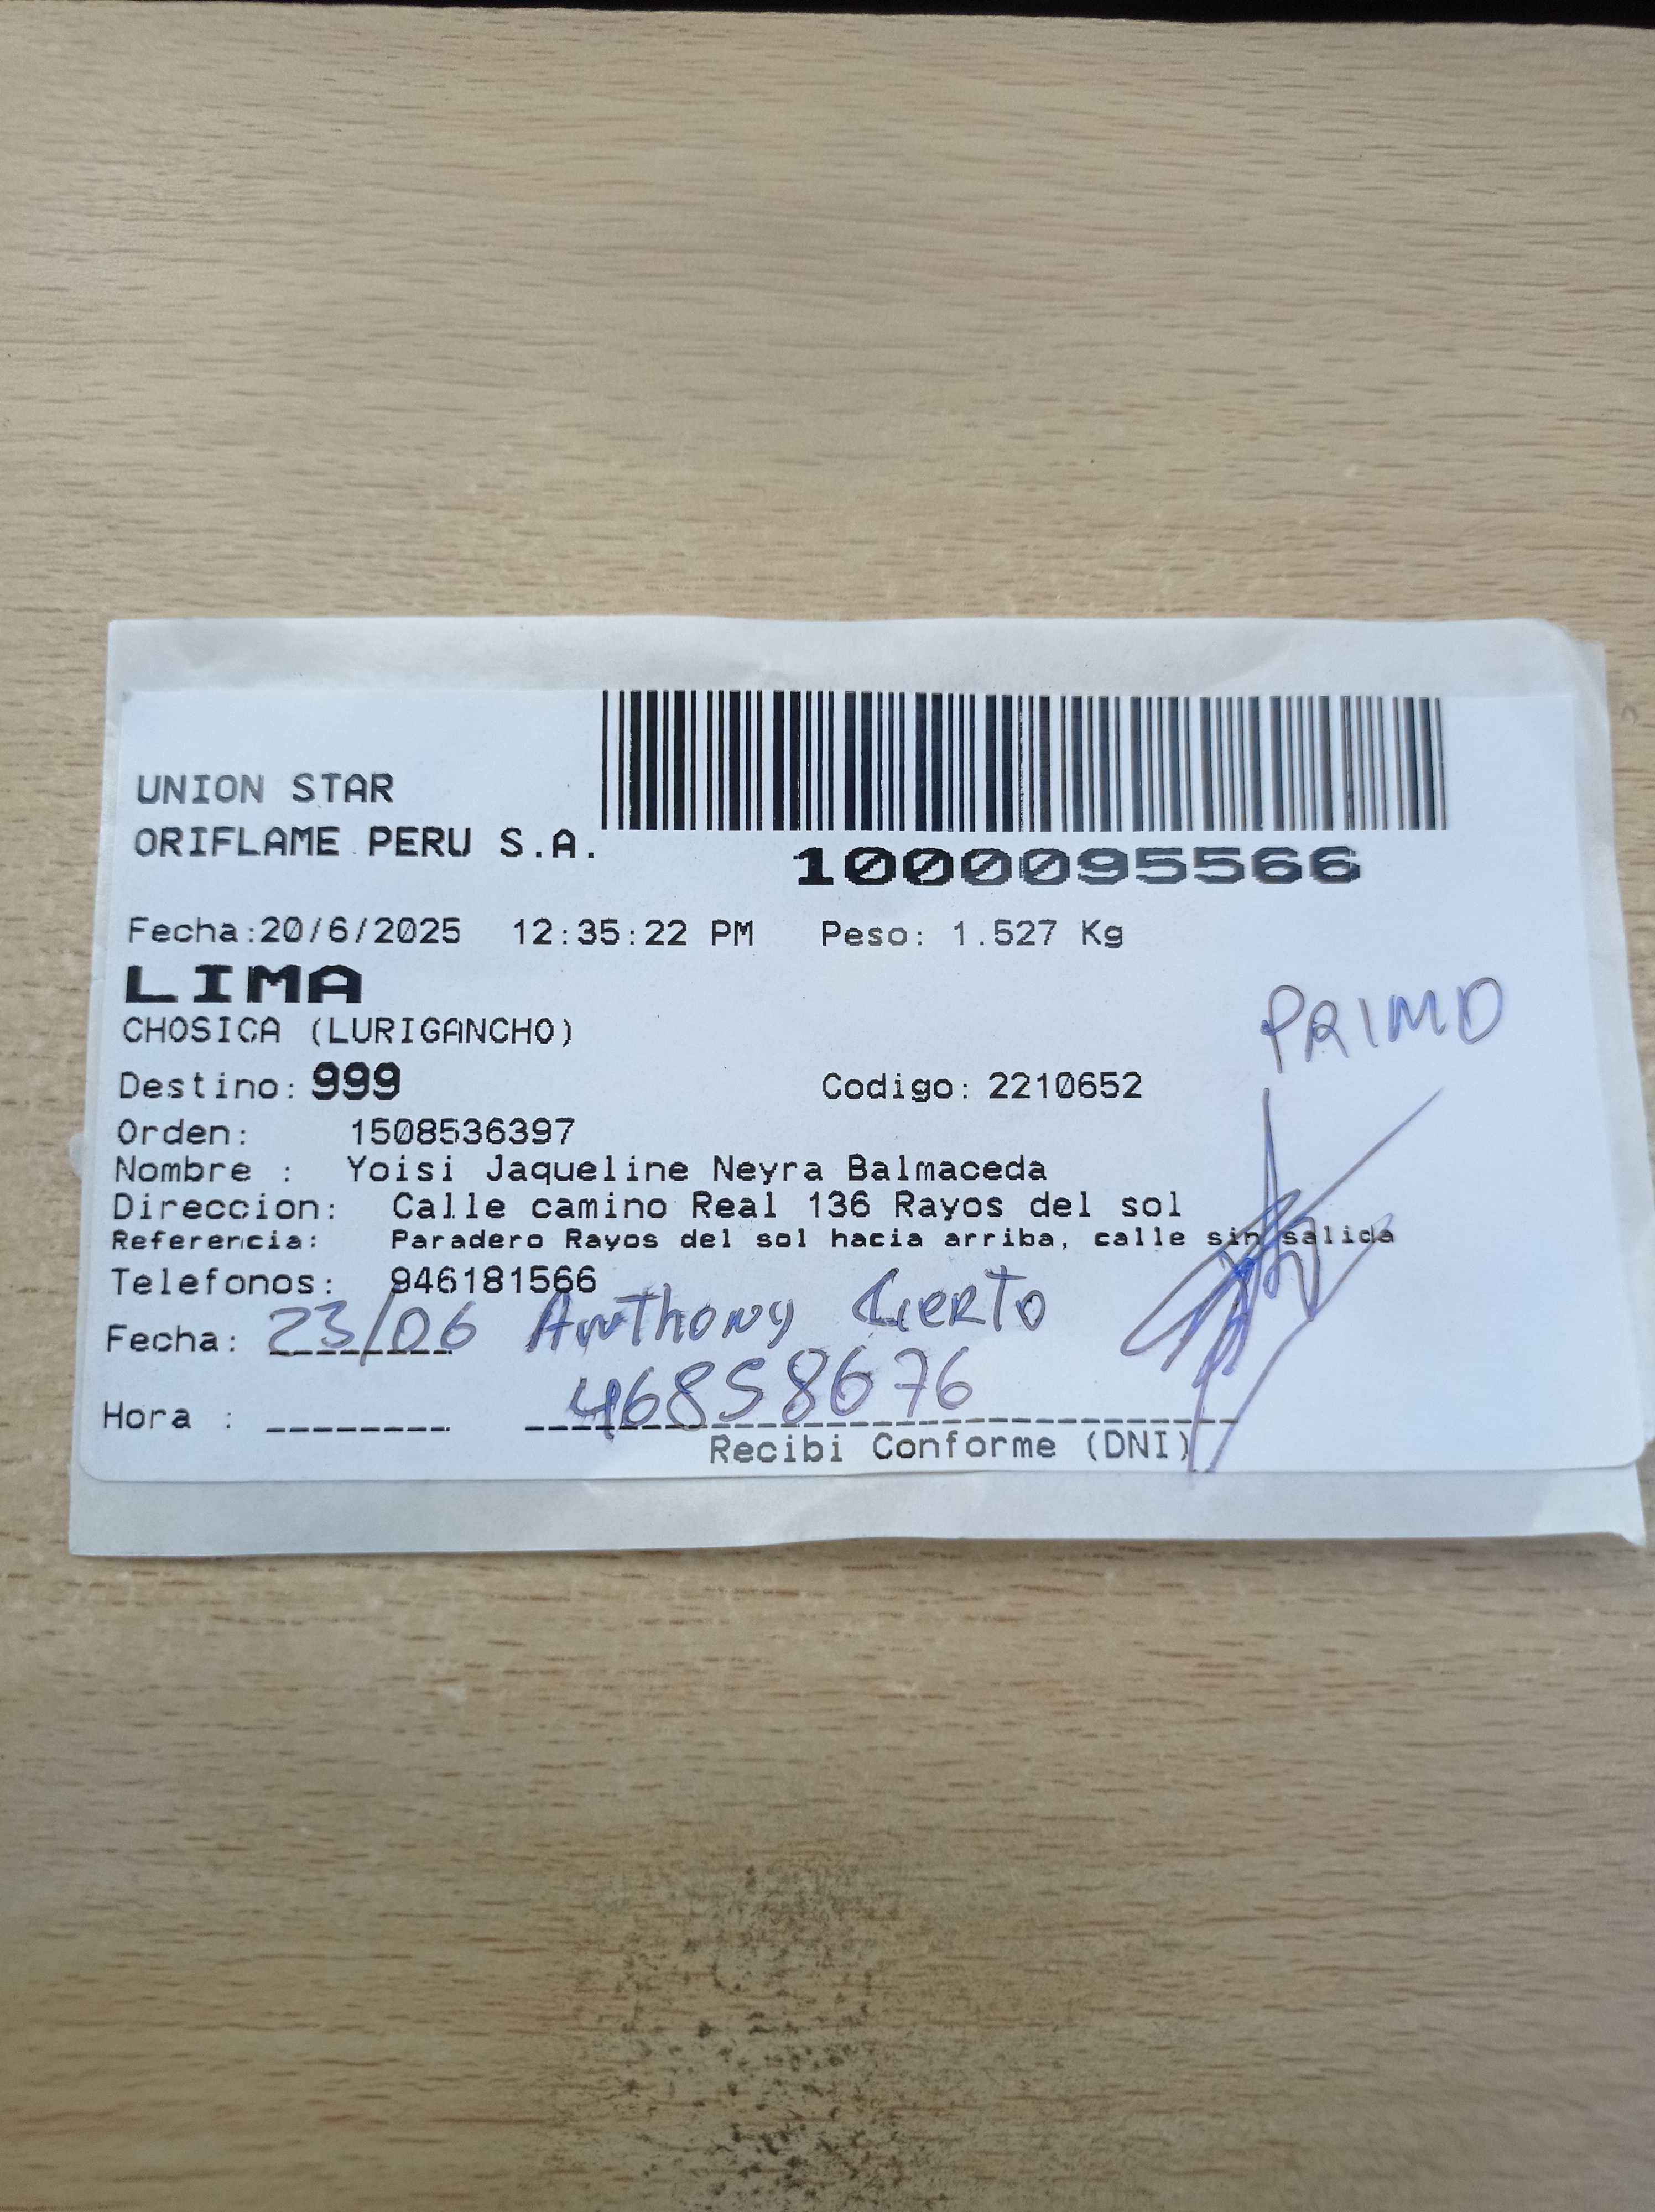 UNION STAR
ORIFLAME PERU S.A.
1000095566
Fecha:20/6/2025 12:35:22 PM Peso: 1.527 Kg
LIMA
CHOSICA (LURIGANCHO)
PRIMO
Destino: 999 Codigo: 2210652
Orden: 1508536397
Nombre : Yoisi Jaqueline Neyra Balmaceda
Direccion: Calle camino Real 136 Rayos del sol
Referencia: Paradero Rayos del sol hacia arriba, calle sin salida
Telefonos: 946181566
Fecha: 23/06 Anthony Cierto
46858676
Hora :
Recibi Conforme (DNI)